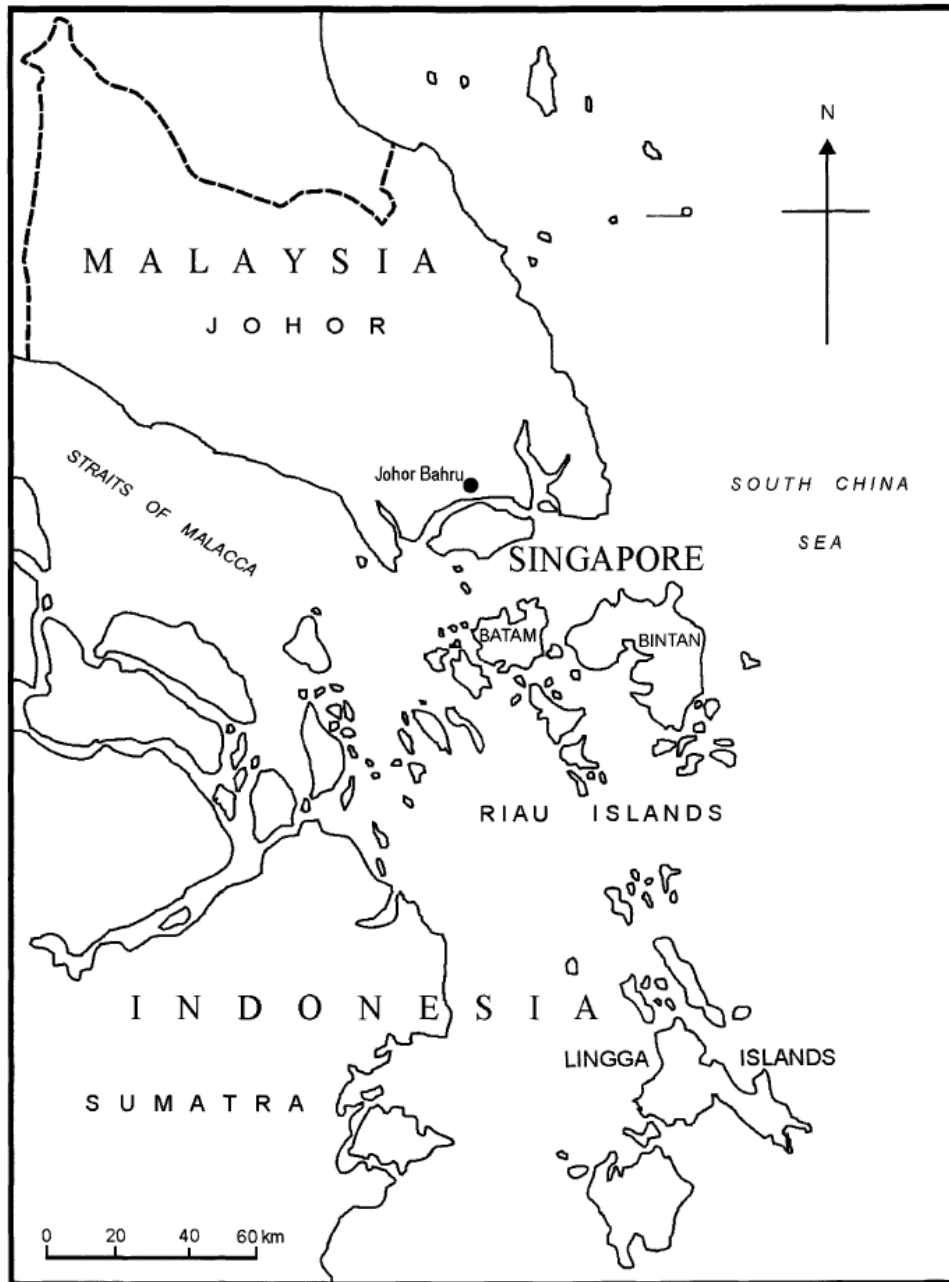 N
MALAYSIA
JOHOR
STRAITS OF MALACCA
Johor Bahru
SOUTH CHINA
SEA
SINGAPORE
BATAM
BINTAN
RIAU ISLANDS
INDONESIA
LINGGA ISLANDS
SUMATRA
0 20 40 60 km